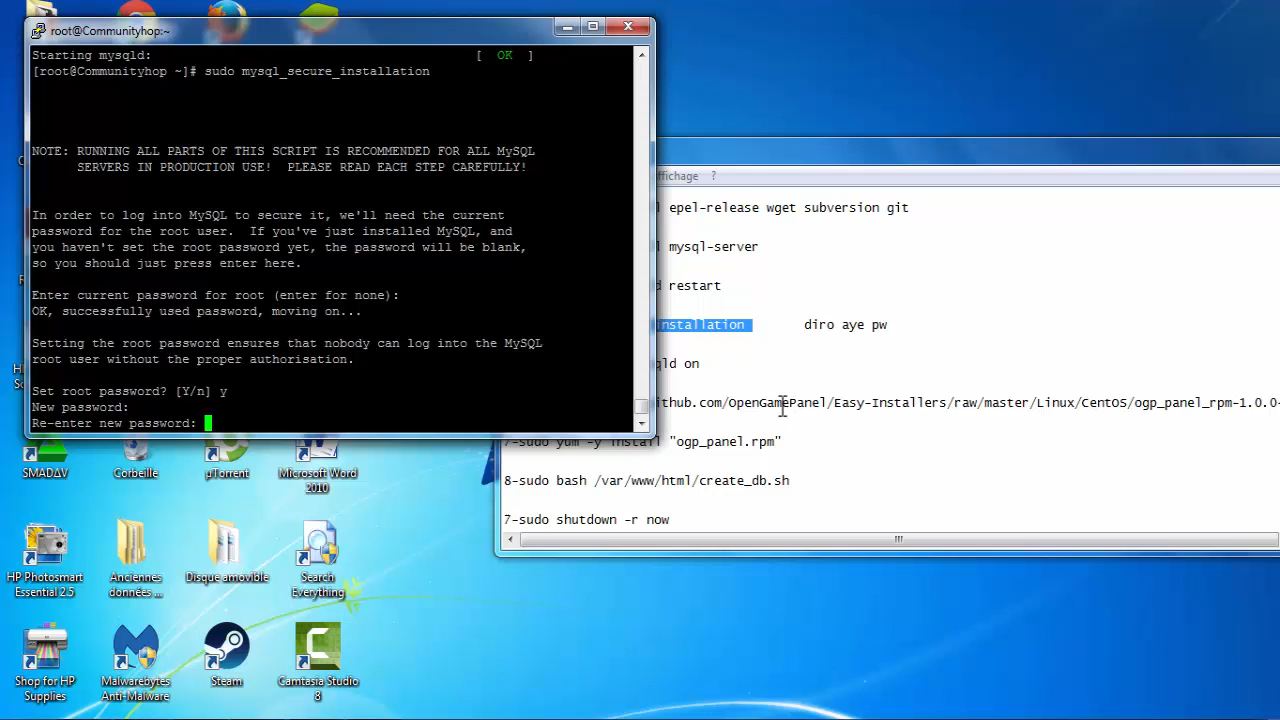 root@Communityhop:~
Starting mysqld: [ OK ]
[root@Communityhop ~]# sudo mysql_secure_installation
NOTE: RUNNING ALL PARTS OF THIS SCRIPT IS RECOMMENDED FOR ALL MySQL
SERVERS IN PRODUCTION USE! PLEASE READ EACH STEP CAREFULLY!
In order to log into MySQL to secure it, we'll need the current
password for the root user. If you've just installed MySQL, and
you haven't set the root password yet, the password will be blank,
so you should just press enter here.
Enter current password for root (enter for none):
OK, successfully used password, moving on...
Setting the root password ensures that nobody can log into the MySQL
root user without the proper authorisation.
Set root password? [Y/n] y
New password:
Re-enter new password:
ffichage ?
epel-release wget subversion git
mysql-server
restart
nstallation diro aye pw
qld on
ithub.com/OpenGamePanel/Easy-Installers/raw/master/Linux/CentOS/ogp_panel_rpm-1.0.0-
7-sudo yum -y install "ogp_panel.rpm"
8-sudo bash /var/www/html/create_db.sh
7-sudo shutdown -r now
SMADAV
Corbeille
µTorrent
Microsoft Word
2010
HP Photosmart
Essential 2.5
Anciennes
données ...
Disque amovible
Search
Everything
Shop for HP
Supplies
Malwarebytes
Anti-Malware
Steam
Camtasia Studio
8